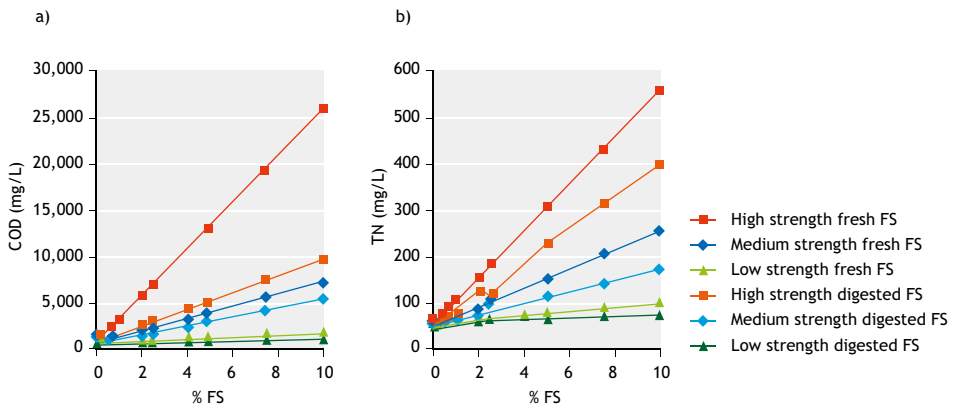 a)
b)
30,000
25,000
20,000
15,000
10,000
5,000
0
COD (mg/L)
0 2 4 6 8 10
% FS
600
500
400
300
200
100
0
TN (mg/L)
0 2 4 6 8 10
% FS
High strength fresh FS
Medium strength fresh FS
Low strength fresh FS
High strength digested FS
Medium strength digested FS
Low strength digested FS